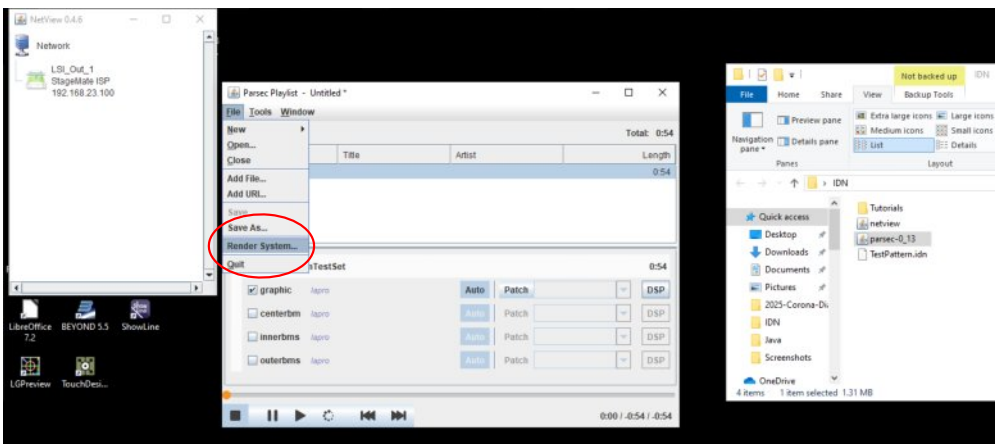 NetView 0.4.6
Network
LSI_Out_1
StageMate ISP
192.168.23.100
LibreOffice 7.2
BEYOND 5.5
ShowLine
LGPreview
TouchDesi...
Parsec Playlist - Untitled *
File Tools Window
Total: 0:54
Title Artist Length
0:54
New
Open...
Close
Add File...
Add URI...
Save
Save As...
Render System...
Quit
nTestSet 0:54
graphic lapro Auto Patch DSP
centerbm lapro Auto Patch DSP
innerbms lapro Auto Patch DSP
outerbms lapro Auto Patch DSP
0:00 / -0:54 / -0:54
Not backed up IDN
File Home Share View Backup Tools
Navigation pane
Preview pane
Details pane
Panes
Extra large icons Large icons
Medium icons Small icons
List Details
Layout
IDN
Quick access
Desktop
Downloads
Documents
Pictures
2025-Corona-Di
IDN
Java
Screenshots
OneDrive
Tutorials
netview
parsec-0_13
TestPattern.idn
4 items 1 item selected 1.31 MB